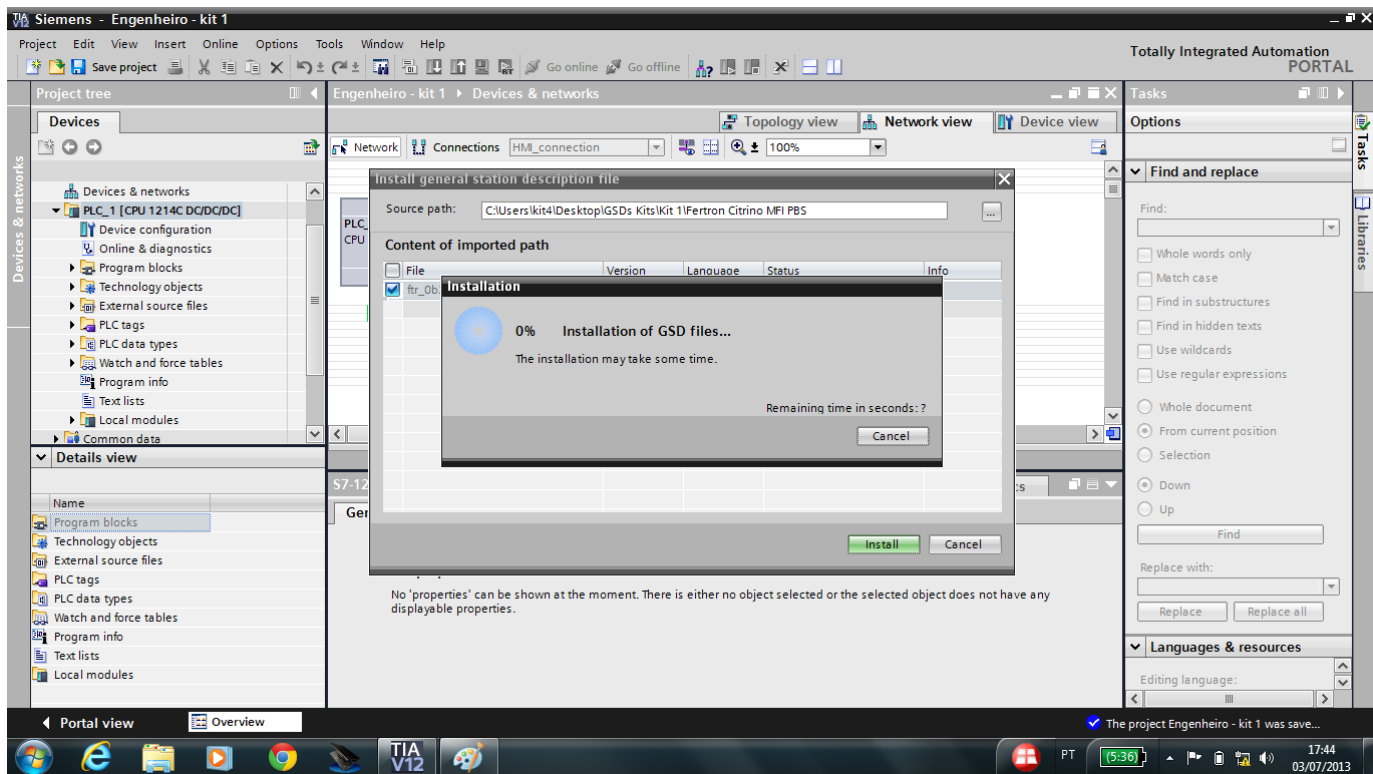 TIA V12 Siemens - Engenheiro - kit 1
Project Edit View Insert Online Options Tools Window Help
Totally Integrated Automation
PORTAL
Save project Go online Go offline
Project tree
Devices
Devices & networks
Devices & networks
PLC_1 [CPU 1214C DC/DC/DC]
Device configuration
Online & diagnostics
Program blocks
Technology objects
External source files
PLC tags
PLC data types
Watch and force tables
Program info
Text lists
Local modules
Common data
Details view
Name
Program blocks
Technology objects
External source files
PLC tags
PLC data types
Watch and force tables
Program info
Text lists
Local modules
Engenheiro - kit 1 Devices & networks
Topology view Network view Device view
Network Connections HMI_connection 100%
PLC_
CPU
Install general station description file
Source path: C:\Users\kit4\Desktop\GSDs Kits\Kit 1\Fertron Citrino MFI PBS ...
Content of imported path
File Version Language Status Info
ftr_0b
Installation
0% Installation of GSD files...
The installation may take some time.
Remaining time in seconds: ?
Cancel
Install Cancel
S7-12
Ger
No 'properties' can be shown at the moment. There is either no object selected or the selected object does not have any
displayable properties.
Tasks
Options
Find and replace
Find:
Whole words only
Match case
Find in substructures
Find in hidden texts
Use wildcards
Use regular expressions
Whole document
From current position
Selection
Down
Up
Find
Replace with:
Replace Replace all
Languages & resources
Editing language:
Tasks
Libraries
Portal view Overview
The project Engenheiro - kit 1 was save...
TIA V12
PT (5:36) 17:44
03/07/2013